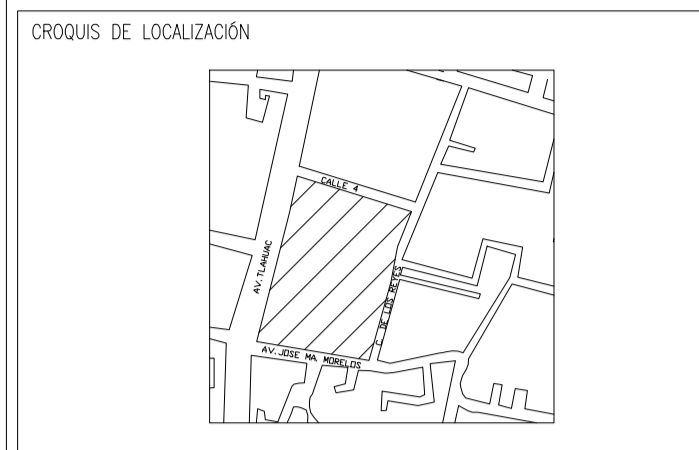 CROQUIS DE LOCALIZACIÓN
CALLE 4
AV. TLAHUAC
C. DE LOS REYES
AV. JOSE MA. MORELOS